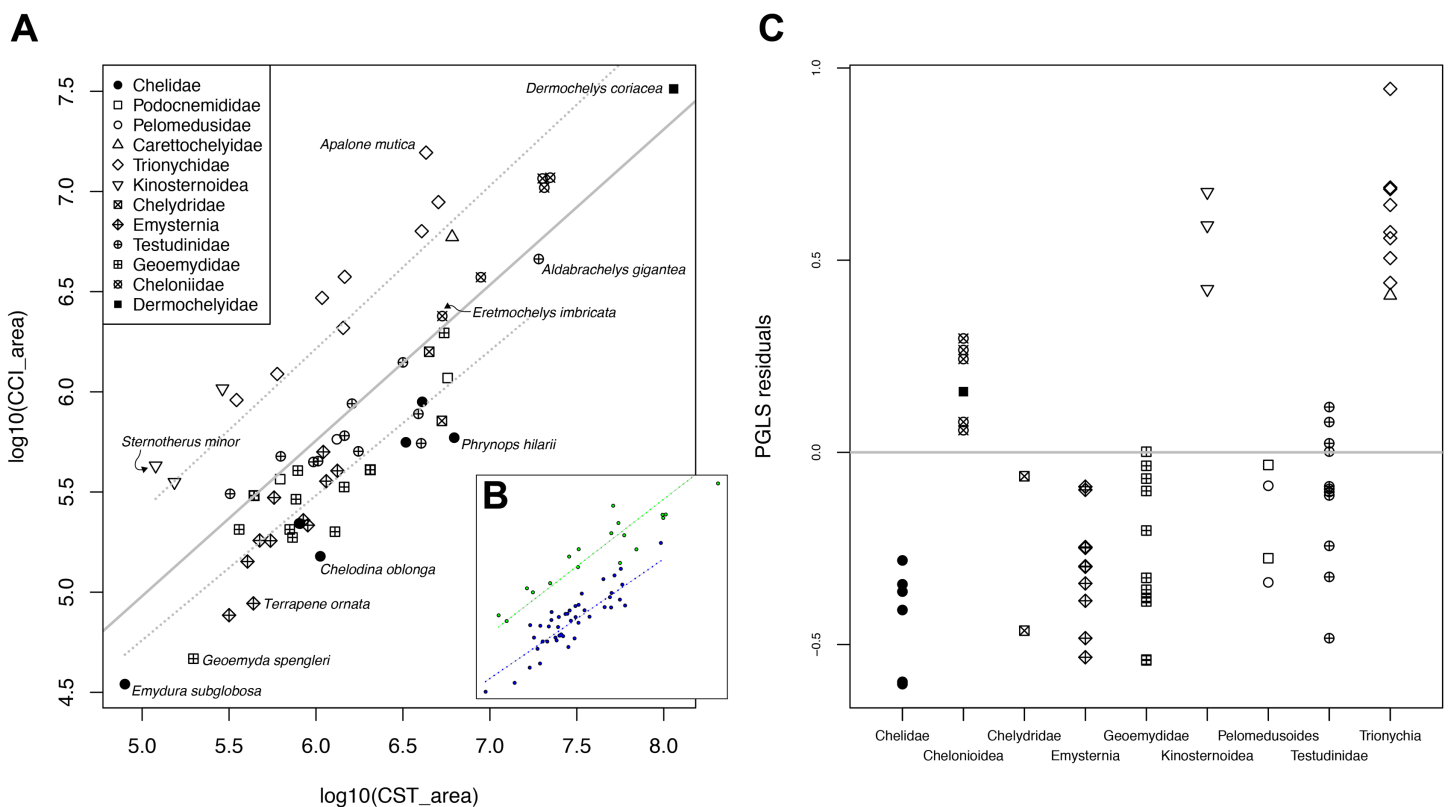 A
log10(CCI_area)
7.5
7.0
6.5
6.0
5.5
5.0
4.5
Chelidae
Podocnemididae
Pelomedusidae
Carettochelyidae
Trionychidae
Kinosternoidea
Chelydridae
Emysternia
Testudinidae
Geoemydidae
Cheloniidae
Dermochelyidae
Dermochelys coriacea
Apalone mutica
Aldabrachelys gigantea
Eretmochelys imbricata
Sternotherus minor
Phrynops hilarii
Chelodina oblonga
Terrapene ornata
Geoemyda spengleri
Emydura subglobosa
B
5.0 5.5 6.0 6.5 7.0 7.5 8.0
log10(CST_area)
C
PGLS residuals
1.0
0.5
0.0
−0.5
Chelidae Chelydridae Geoemydidae Pelomedusoides Trionychia
Chelonioidea Emysternia Kinosternoidea Testudinidae